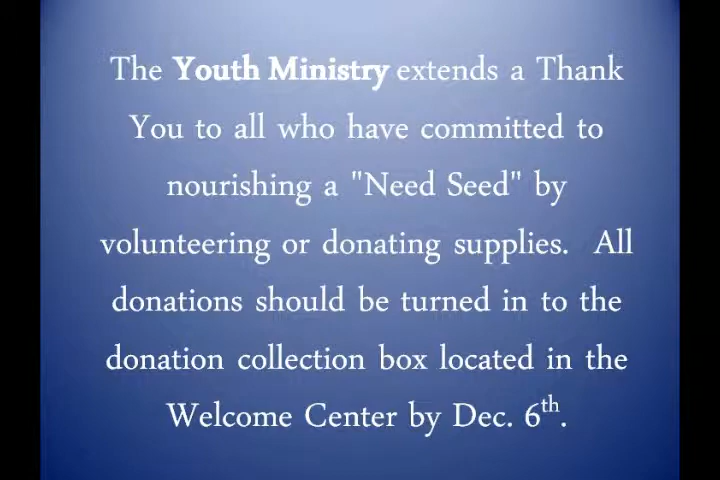 The Youth Ministry extends a Thank
You to all who have committed to
nourishing a "Need Seed" by
volunteering or donating supplies.  All
donations should be turned in to the
donation collection box located in the
Welcome Center by Dec. 6th.